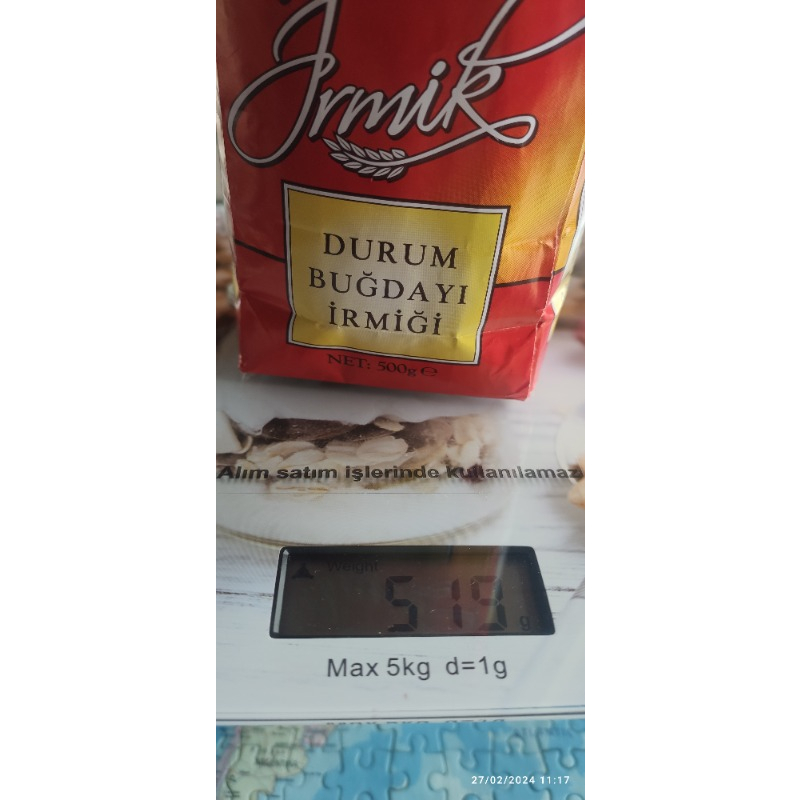 İrmik
DURUM
BUĞDAYI
İRMİĞİ
NET: 500g ℮
Alım satım işlerinde kullanılamaz
Weight
519 g
Max 5kg d=1g
27/02/2024 11:17